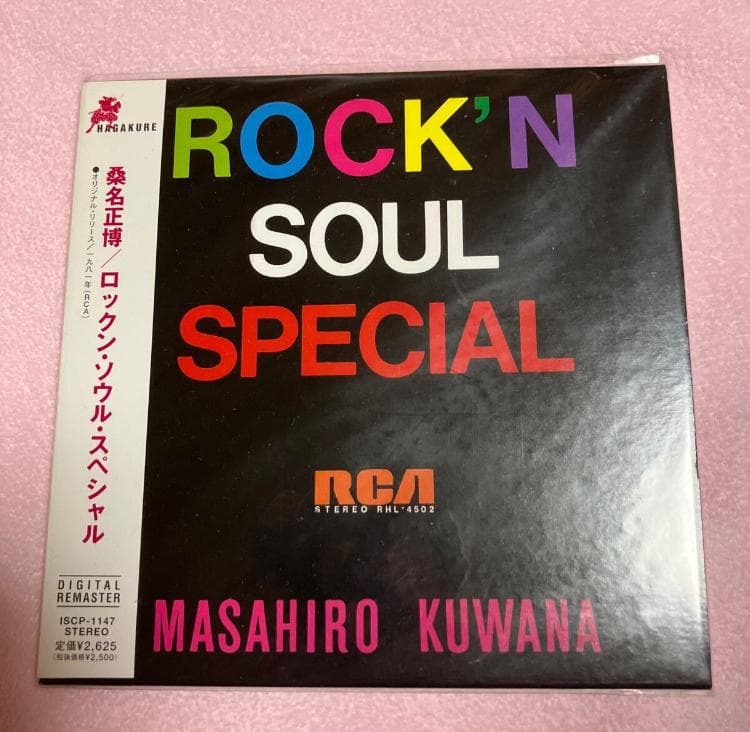 HAGAKURE
桑名正博/ロックン・ソウル・スペシャル
●オリジナル・リリース/一九八一年(RCA)
DIGITAL
REMASTER
ISCP-1147
STEREO
定価¥2,625
(税抜価格¥2,500)
ROCK'N
SOUL
SPECIAL
RCA
STEREO RHL-4502
MASAHIRO KUWANA